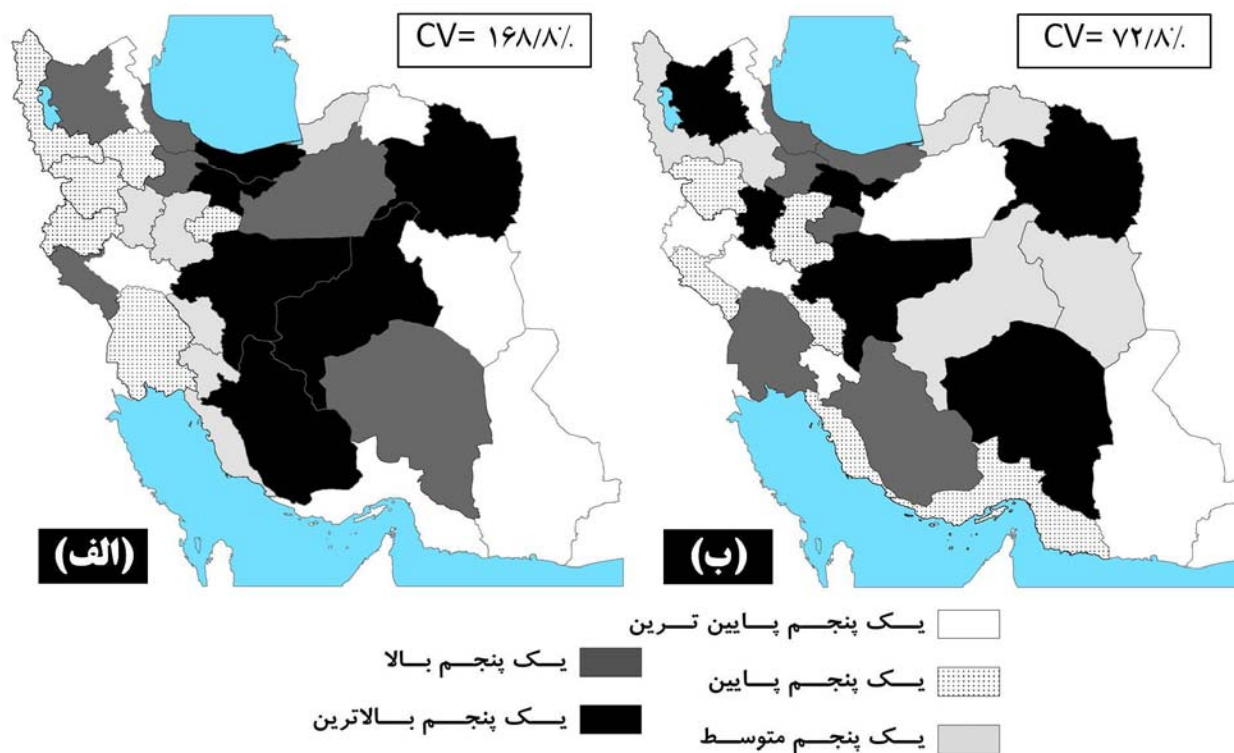 CV= ۱۶۸/۸٪
CV= ۷۲/۸٪
(الف)
(ب)
یک پنجم پایین ترین
یک پنجم بالا
یک پنجم پایین
یک پنجم بالاترین
یک پنجم متوسط